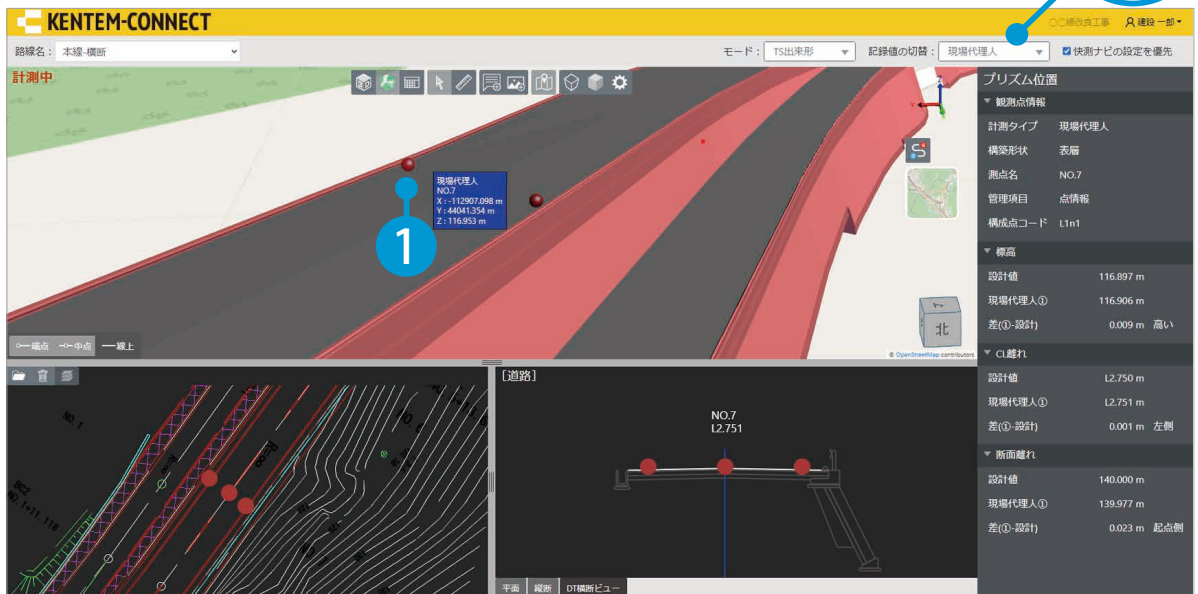 KENTEM-CONNECT
〇〇線改良工事 建設 一郎
路線名： 本線-横断
モード： TS出来形 記録値の切替： 現場代理人 快測ナビの設定を優先
計測中
現場代理人
NO.7
X : -112907.098 m
Y : 44041.354 m
Z : 116.953 m
1
Z
Y
北
端点 中点 線上
© OpenStreetMap contributors
プリズム位置
観測点情報
計測タイプ 現場代理人
構築形状 表層
測点名 NO.7
管理項目 点情報
構成点コード L1n1
標高
設計値 116.897 m
現場代理人① 116.906 m
差(①-設計) 0.009 m 高い
CL離れ
設計値 L2.750 m
現場代理人① L2.751 m
差(①-設計) 0.001 m 左側
断面離れ
設計値 140.000 m
現場代理人① 139.977 m
差(①-設計) 0.023 m 起点側
NO.1
BC2
NO.1+11.118
R=∞
R=∞
[道路]
NO.7
L2.751
平面 縦断 DT横断ビュー